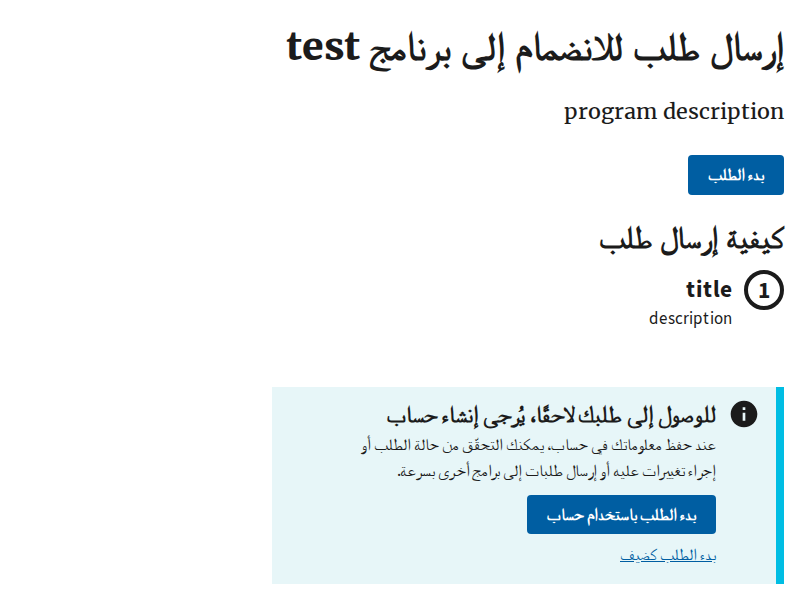 إرسال طلب للانضمام إلى برنامج test
program description
بدء الطلب
كيفية إرسال طلب
1
title
description
للوصول إلى طلبك لاحقًا، يُرجى إنشاء حساب
عند حفظ معلوماتك في حساب، يمكنك التحقّق من حالة الطلب أو
إجراء تغييرات عليه أو إرسال طلبات إلى برامج أخرى بسرعة.
بدء الطلب باستخدام حساب
بدء الطلب كضيف